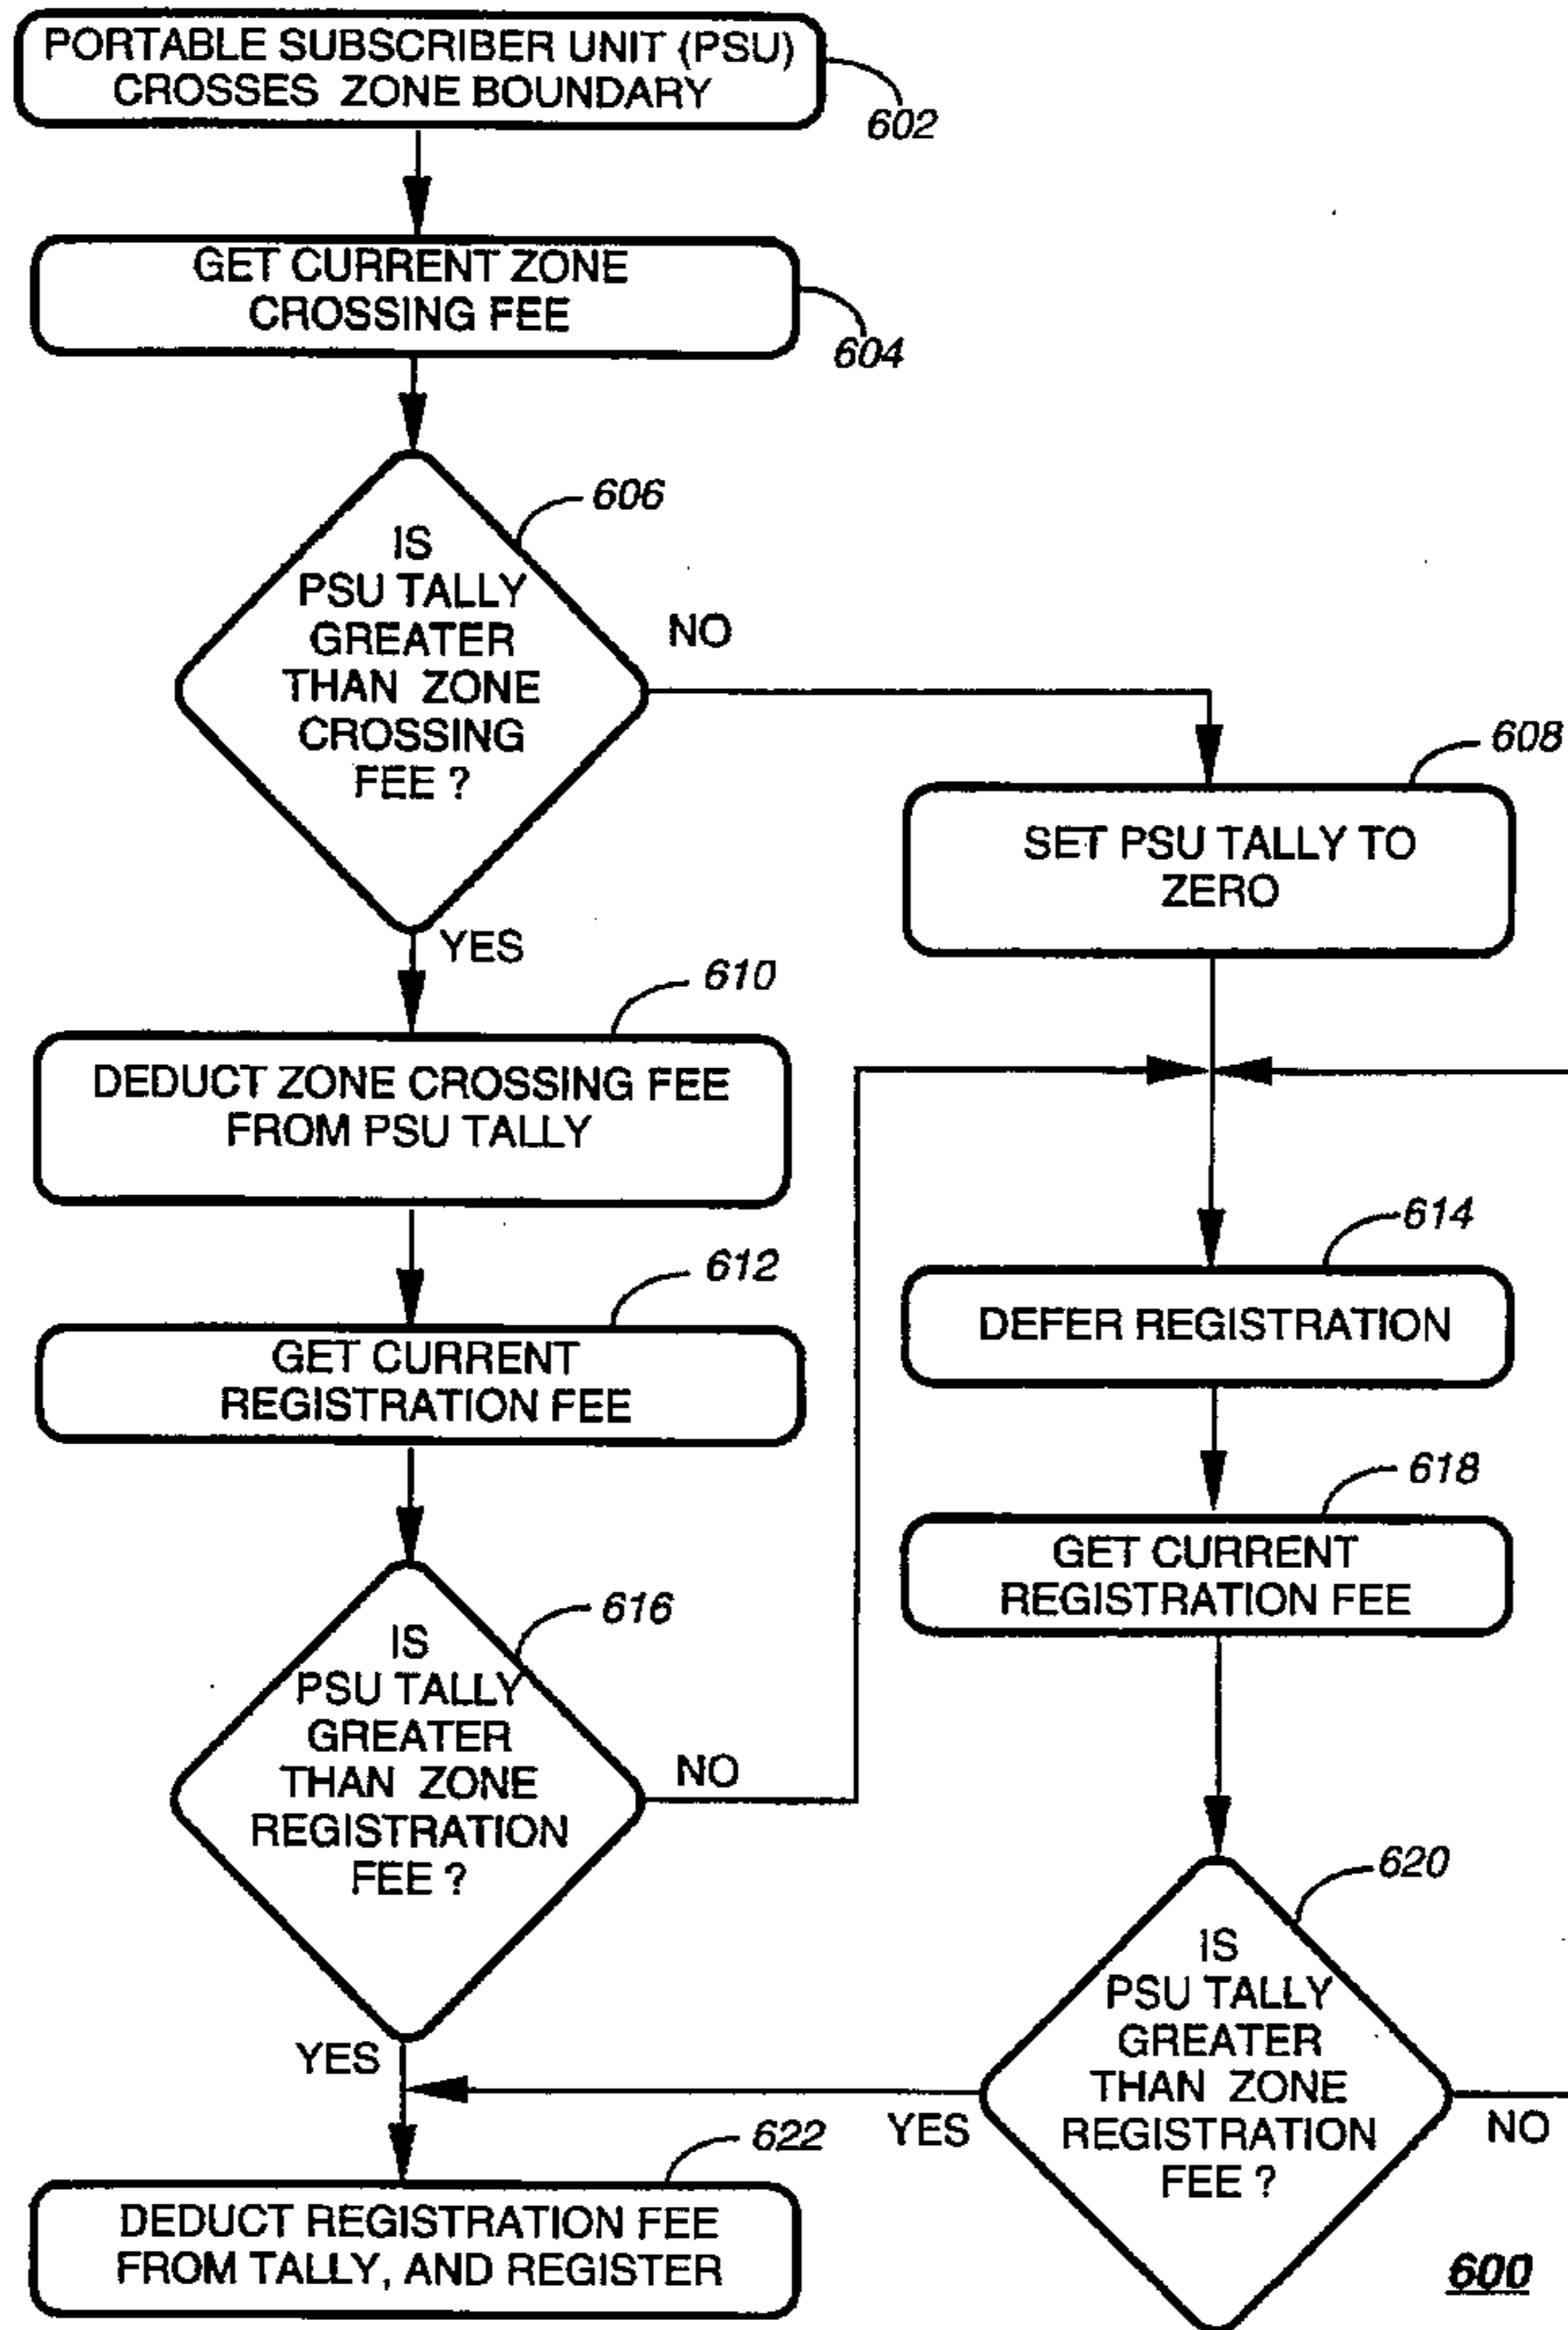 PORTABLE SUBSCRIBER UNIT (PSU)
CROSSES ZONE BOUNDARY
602
GET CURRENT ZONE
CROSSING FEE
604
606
IS
PSU TALLY
GREATER
THAN ZONE
CROSSING
FEE ?
NO
608
SET PSU TALLY TO
ZERO
YES
610
DEDUCT ZONE CROSSING FEE
FROM PSU TALLY
612
GET CURRENT
REGISTRATION FEE
614
DEFER REGISTRATION
616
IS
PSU TALLY
GREATER
THAN ZONE
REGISTRATION
FEE ?
NO
618
GET CURRENT
REGISTRATION FEE
620
IS
PSU TALLY
GREATER
THAN ZONE
REGISTRATION
FEE ?
YES
YES
NO
622
DEDUCT REGISTRATION FEE
FROM TALLY, AND REGISTER
600